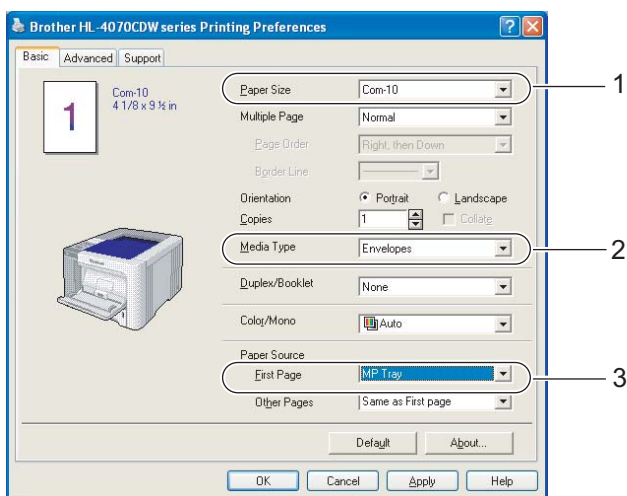 Brother HL-4070CDW series Printing Preferences
Basic Advanced Support
1
Com-10
4 1/8 x 9 ½ in
Paper Size Com-10 1
Multiple Page Normal
Page Order Right, then Down
Border Line
Orientation Portrait Landscape
Copies 1 Collate
Media Type Envelopes 2
Duplex/Booklet None
Color/Mono Auto
Paper Source
First Page MP Tray 3
Other Pages Same as First page
Default About...
OK Cancel Apply Help